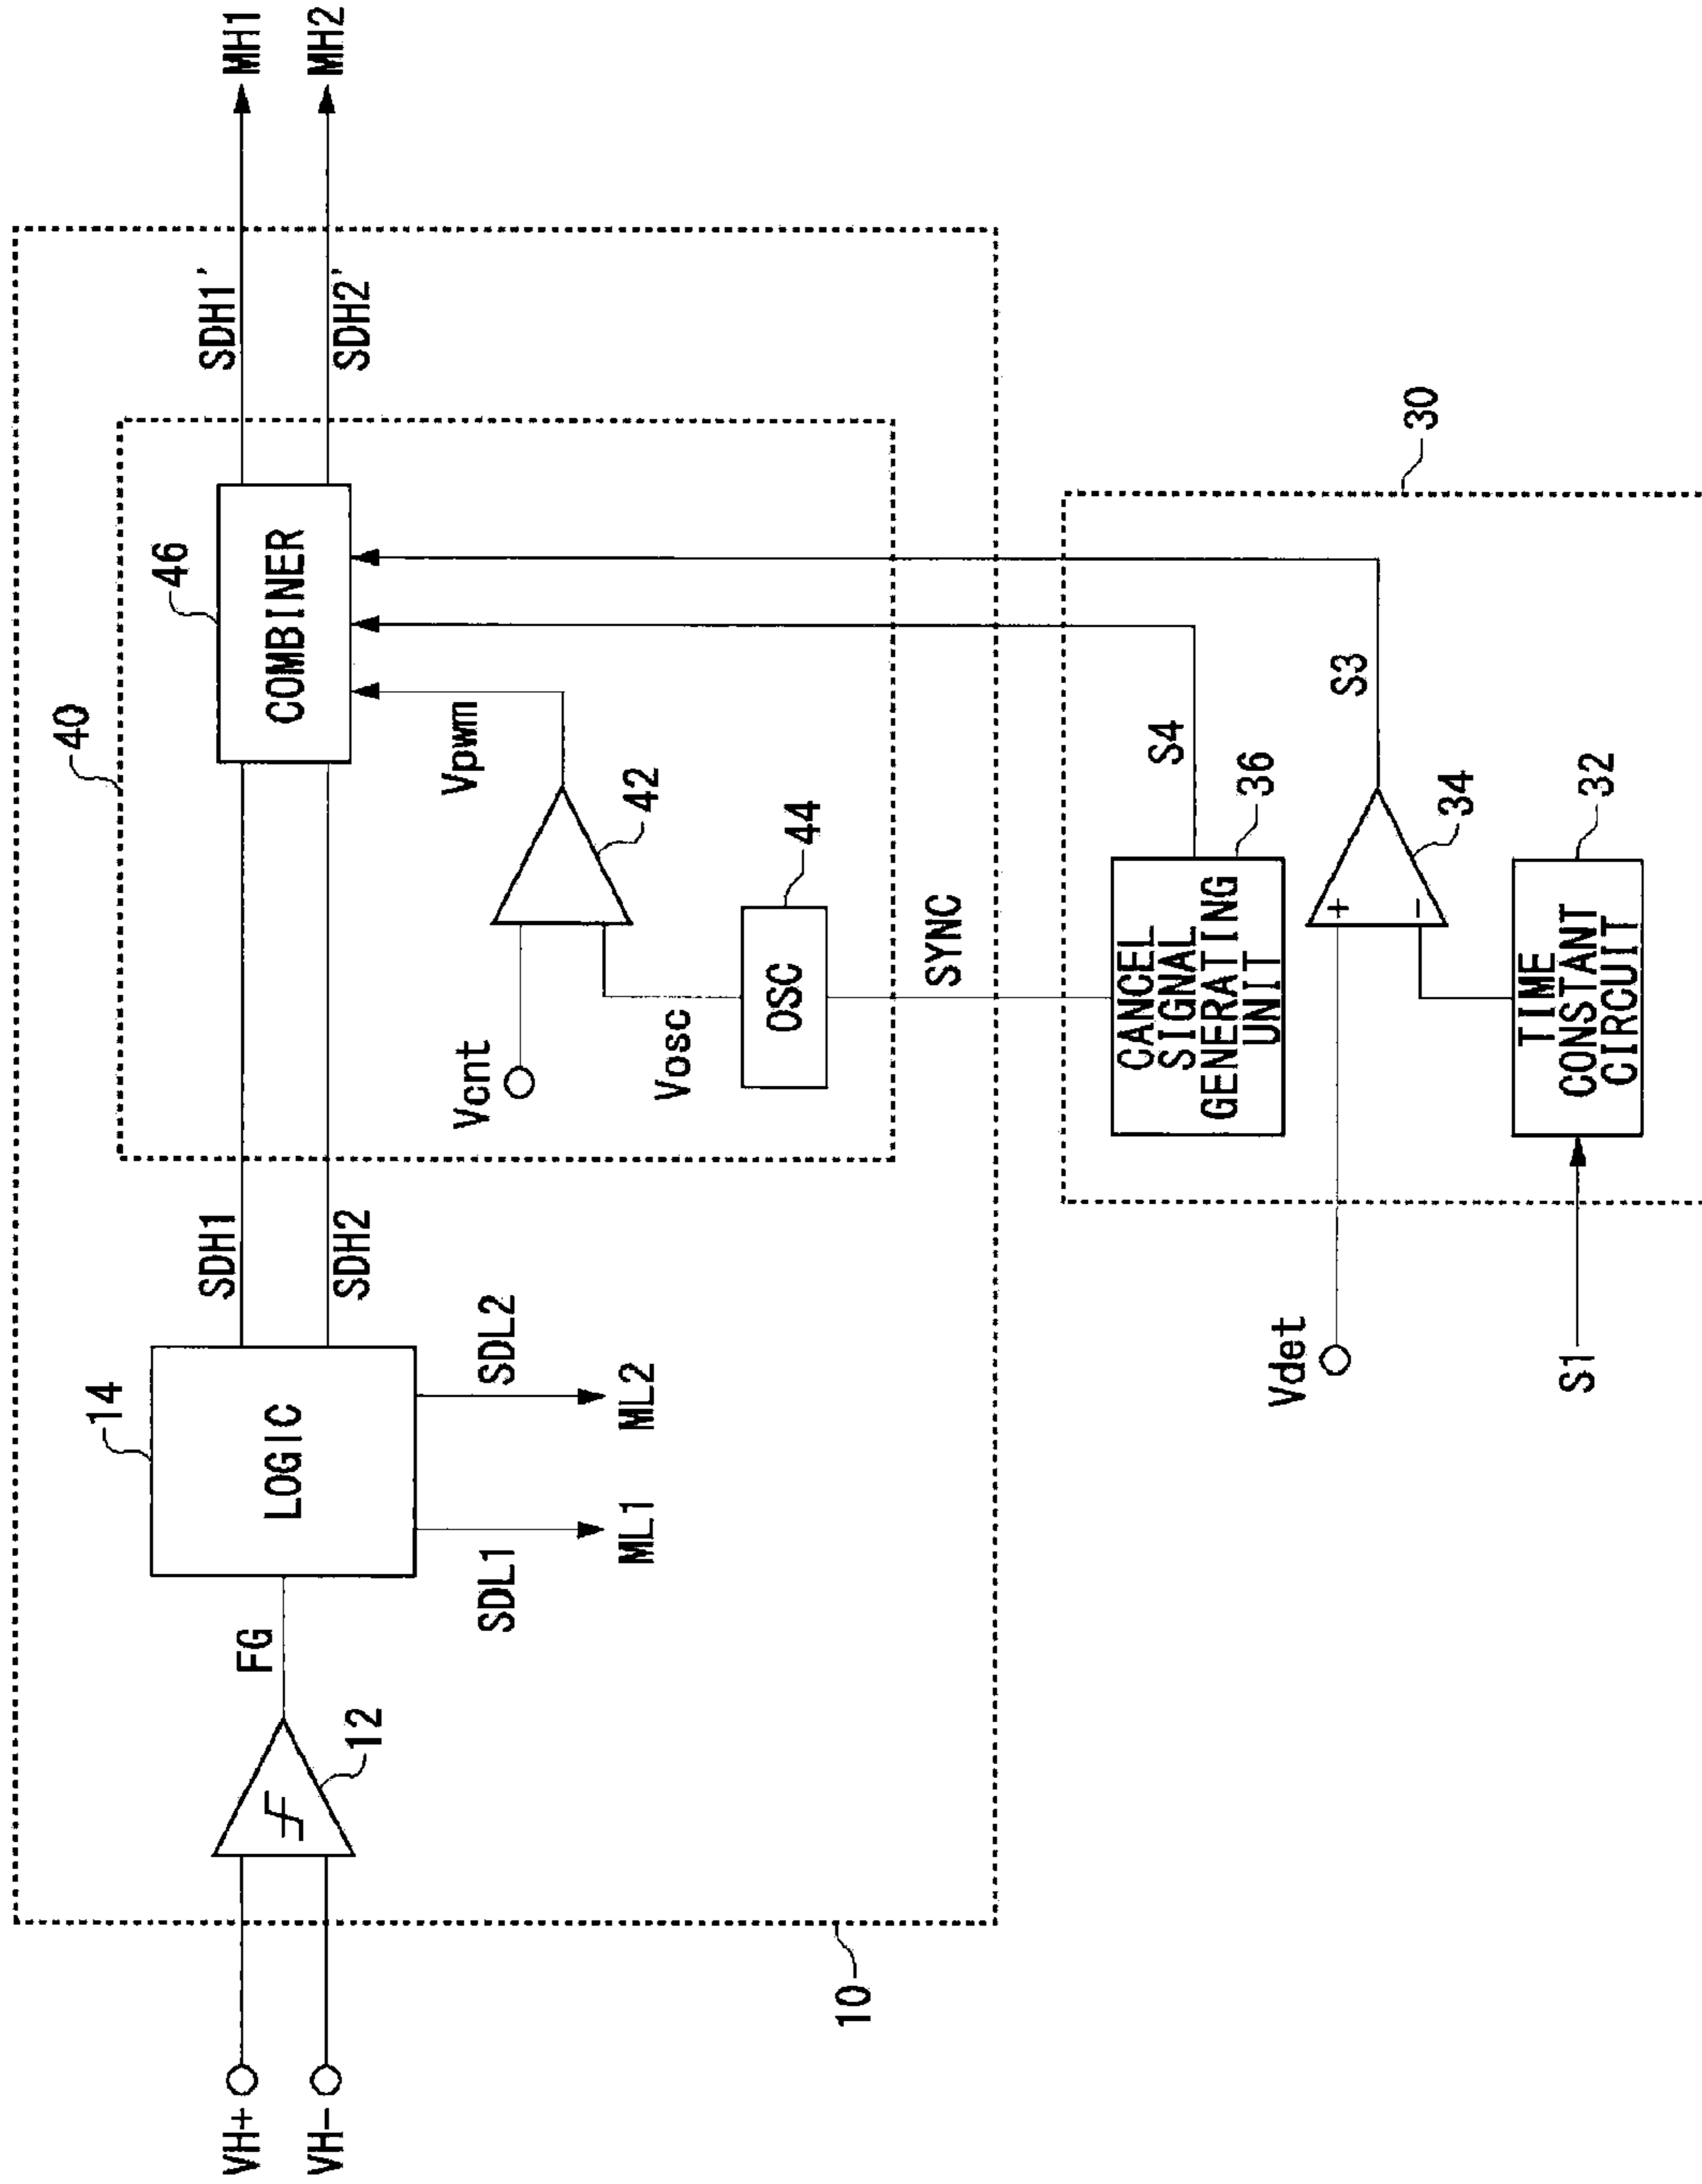 VH+
VH-
12
FG
14
LOGIC
SDL1
SDL2
ML1
ML2
SDH1
SDH2
40
46
COMBINER
Vcnt
Vosc
OSC
44
42
Vpwm
SDH1'
SDH2'
MH1
MH2
10
SYNC
30
CANCEL
SIGNAL
GENERATING
UNIT
36
S4
Vdet
+
-
34
S3
S1
TIME
CONSTANT
CIRCUIT
32